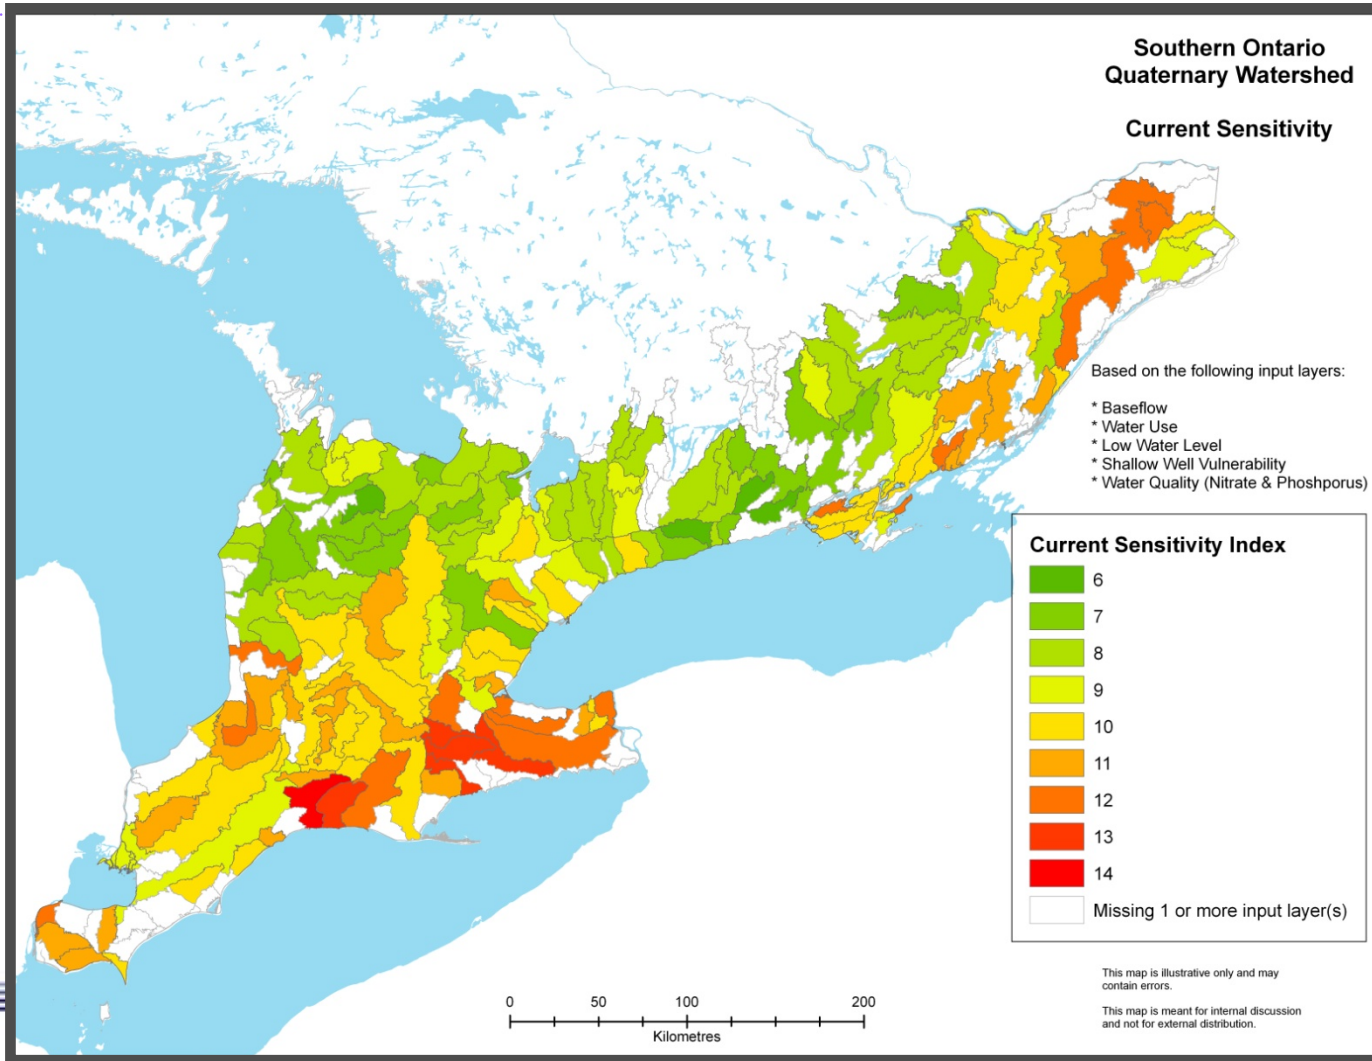 Southern Ontario
Quaternary Watershed
Current Sensitivity
Based on the following input layers:
* Baseflow
* Water Use
* Low Water Level
* Shallow Well Vulnerability
* Water Quality (Nitrate & Phoshporus)
Current Sensitivity Index
6
7
8
9
10
11
12
13
14
Missing 1 or more input layer(s)
This map is illustrative only and may
contain errors.
This map is meant for internal discussion
and not for external distribution.
0 50 100 200
Kilometres